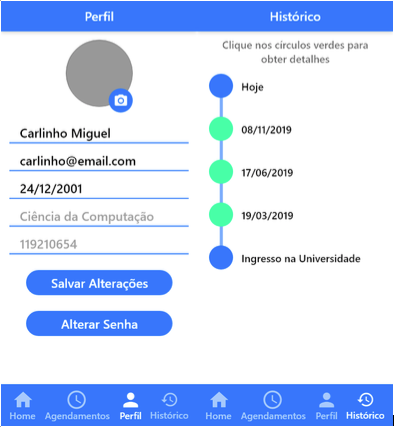 Perfil
Carlinho Miguel
carlinho@email.com
24/12/2001
Ciência da Computação
119210654
Salvar Alterações
Alterar Senha
Home Agendamentos Perfil Histórico
Histórico
Clique nos círculos verdes para
obter detalhes
Hoje
08/11/2019
17/06/2019
19/03/2019
Ingresso na Universidade
Home Agendamentos Perfil Histórico